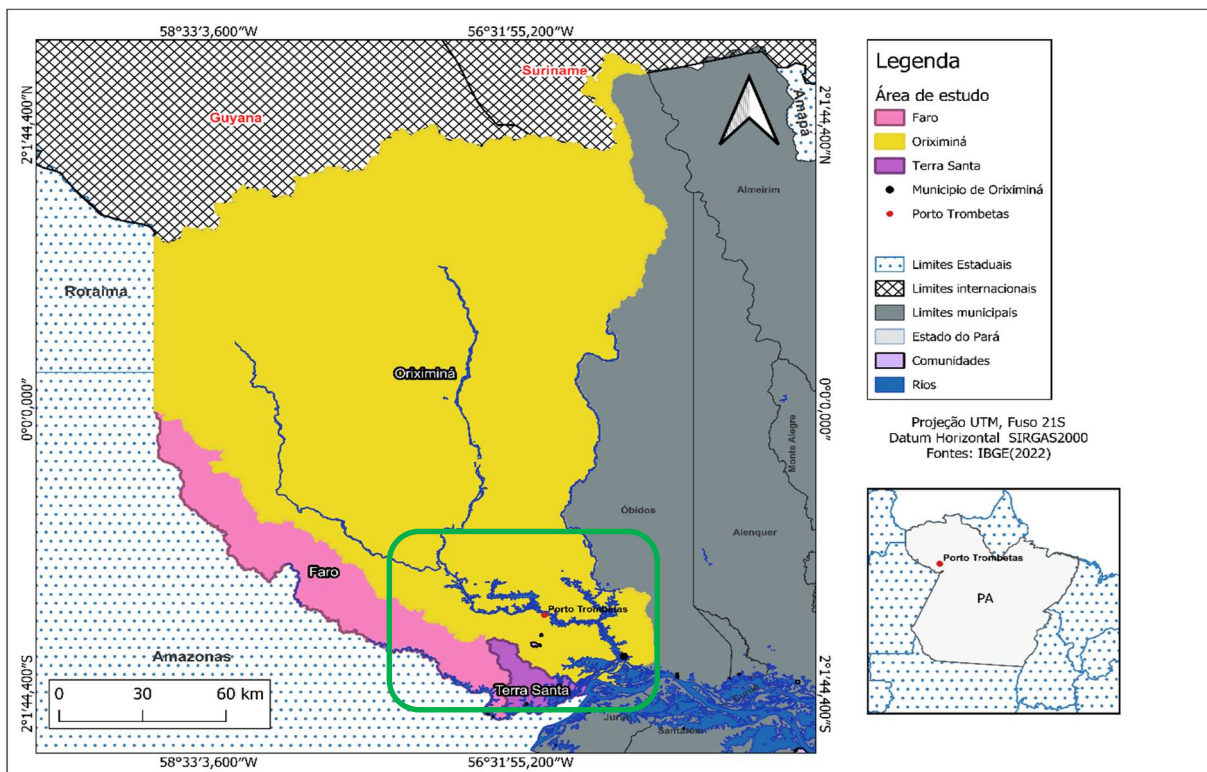 58°33′3,600″W
56°31′55,200″W
2°1′44,400″N
2°1′44,400″N
0°0′0,000″
0°0′0,000″
2°1′44,400″S
2°1′44,400″S
58°33′3,600″W
56°31′55,200″W
Suriname
Guyana
Amapá
Almeirim
Roraima
Oriximiná
Monte Alegre
Óbidos
Alenquer
Faro
Porto Trombetas
Amazonas
Terra Santa
Santarém
0 30 60 km
Legenda
Área de estudo
Faro
Oriximiná
Terra Santa
Municipio de Oriximiná
Porto Trombetas
Limites Estaduais
Limites internacionais
Limites municipais
Estado do Pará
Comunidades
Rios
Projeção UTM, Fuso 21S
Datum Horizontal SIRGAS2000
Fontes: IBGE(2022)
Porto Trombetas
PA